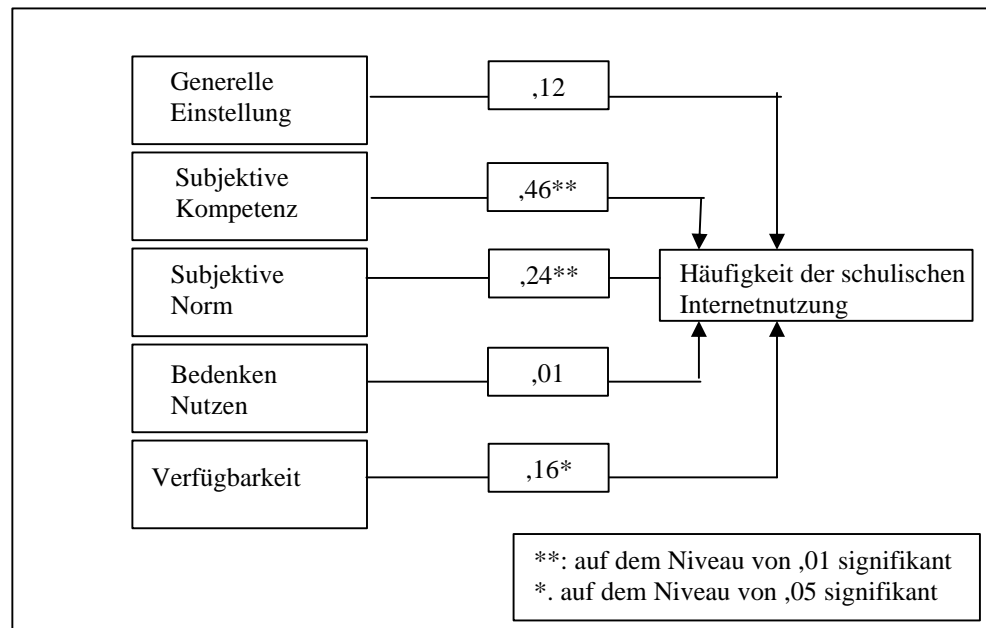 Generelle
Einstellung
,12
Subjektive
Kompetenz
,46**
Subjektive
Norm
,24**
Häufigkeit der schulischen
Internetnutzung
Bedenken
Nutzen
,01
Verfügbarkeit
,16*
**: auf dem Niveau von ,01 signifikant
*. auf dem Niveau von ,05 signifikant